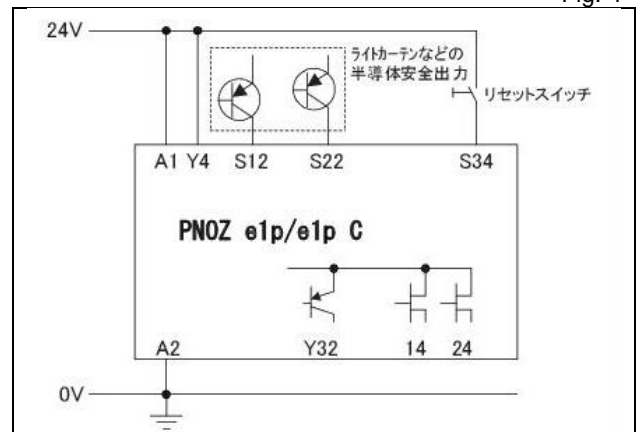 24V
ライトカーテンなどの
半導体安全出力
リセットスイッチ
A1 Y4 S12 S22 S34
PNOZ e1p/e1p C
A2 Y32 14 24
0V